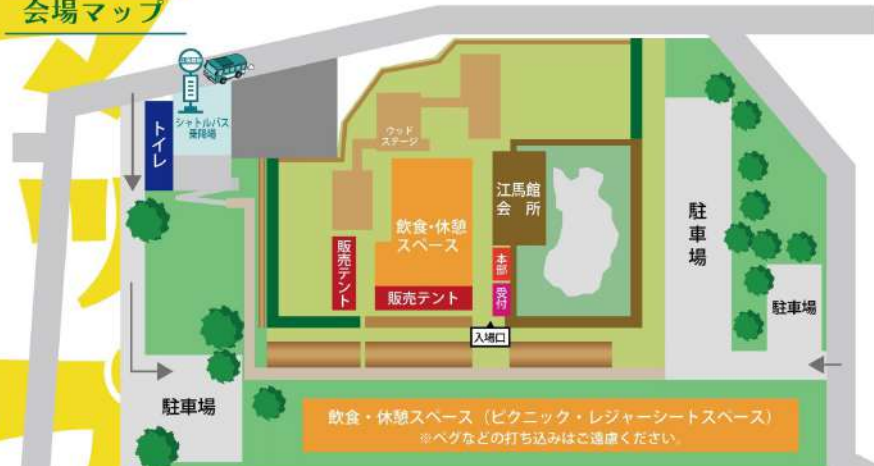 会場マップ
江馬館前
シャトルバス
乗降場
トイレ
ウッド
ステージ
飲食・休憩
スペース
江馬館
会所
本部
受付
販売テント
販売テント
入場口
駐車場
駐車場
駐車場
飲食・休憩スペース（ピクニック・レジャーシートスペース）
※ペグなどの打ち込みはご遠慮ください。